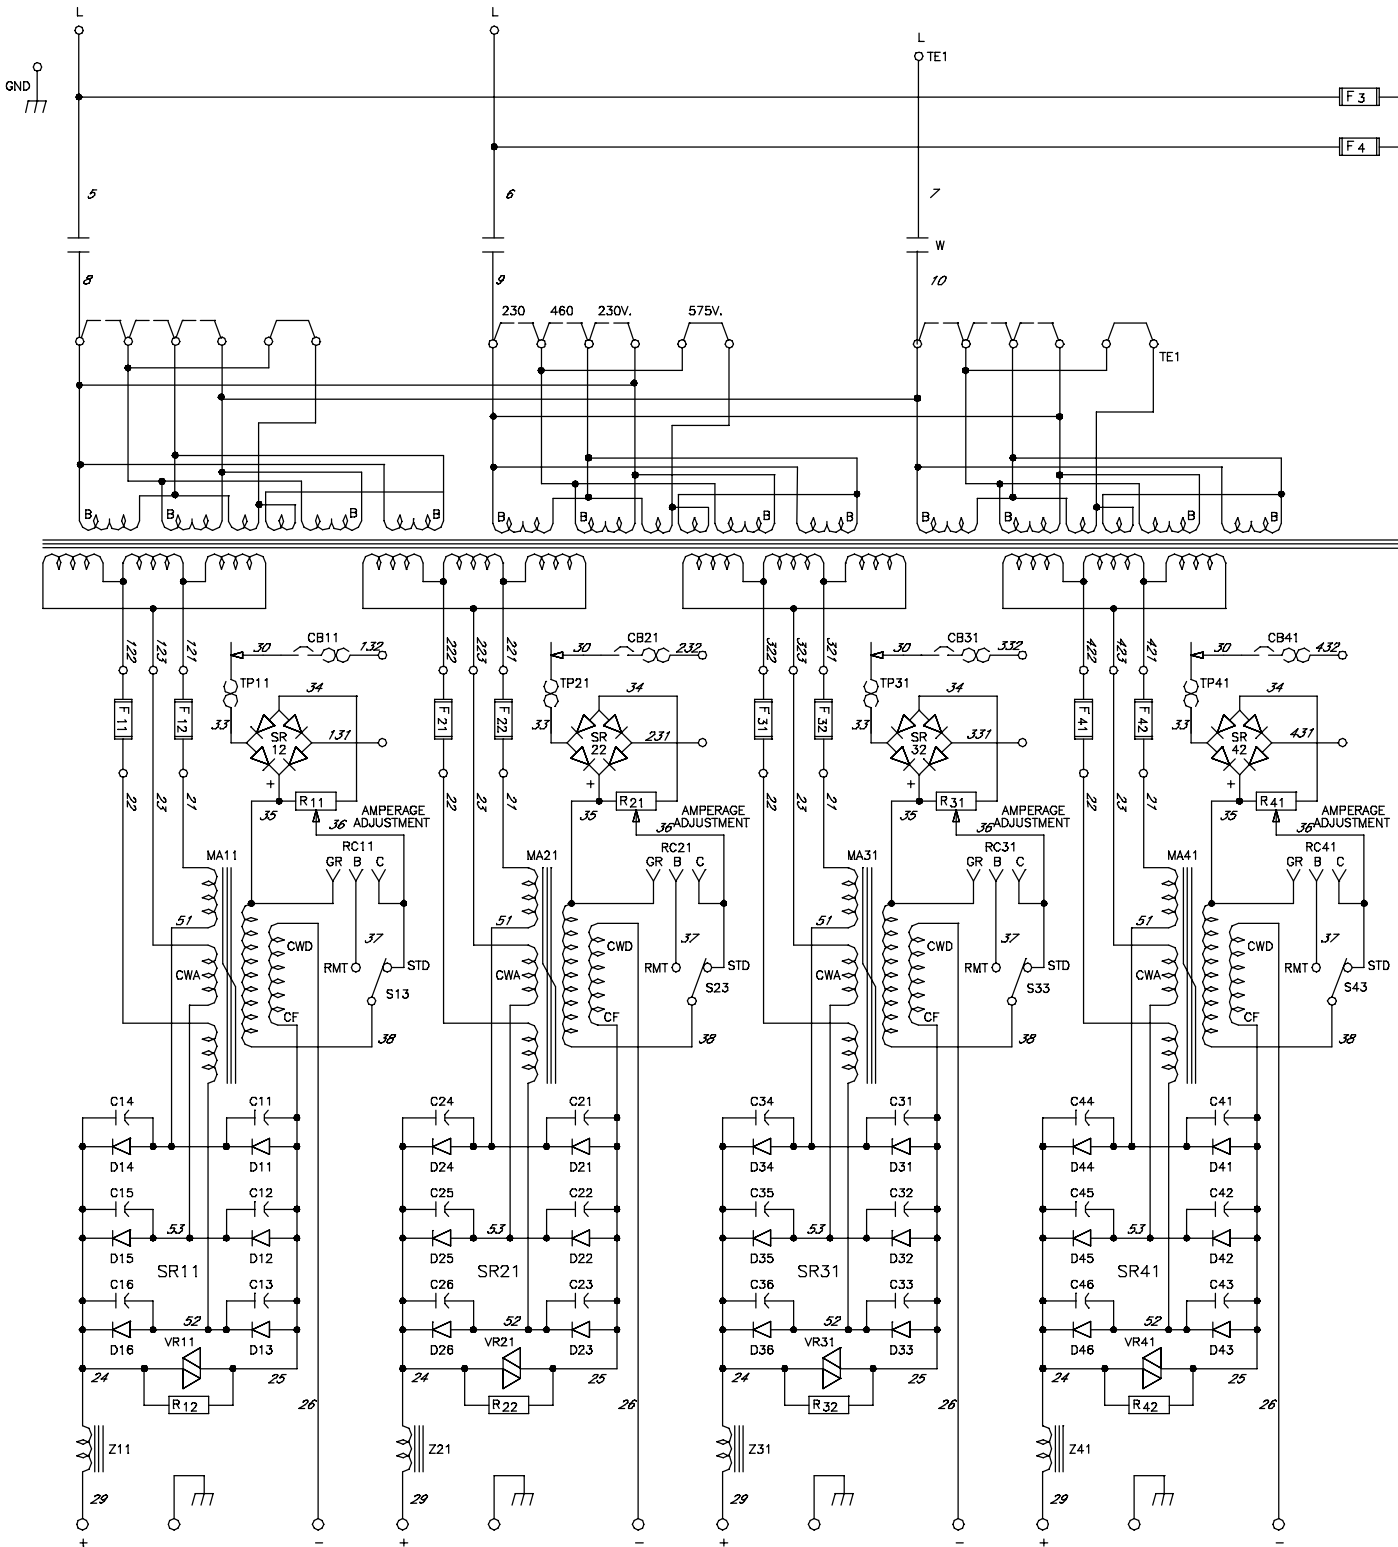 L L
L
TE1
GND
F 3
F 4
5 6 7
W
8 9 10
230 460 230V. 575V.
TE1
B B B B B B B B B B B B
122 123 121 222 223 221 322 323 321 422 423 421
30 CB11 132 30 CB21 232 30 CB31 332 30 CB41 432
TP11 34 TP21 34 TP31 34 TP41 34
F 11 F 12 F 21 F 22 F 31 F 32 F 41 F 42
33 131 33 231 33 331 33 431
SR 12 SR 22 SR 32 SR 42
+ + + +
22 23 21 22 23 21 22 23 21 22 23 21
R11 R21 R31 R41
35 36 35 36 35 36 35 36
AMPERAGE ADJUSTMENT AMPERAGE ADJUSTMENT AMPERAGE ADJUSTMENT AMPERAGE ADJUSTMENT
RC11 RC21 RC31 RC41
MA11 GR B C MA21 GR B C MA31 GR B C MA41 GR B C
51 51 51 51
37 37 37 37
CWD CWD CWD CWD
CWA RMT STD CWA RMT STD CWA RMT STD CWA RMT STD
S13 S23 S33 S43
CF CF CF CF
38 38 38 38
C14 C11 C24 C21 C34 C31 C44 C41
D14 D11 D24 D21 D34 D31 D44 D41
C15 C12 C25 C22 C35 C32 C45 C42
53 53 53 53
D15 D12 D25 D22 D35 D32 D45 D42
SR11 SR21 SR31 SR41
C16 C13 C26 C23 C36 C33 C46 C43
52 52 52 52
D16 VR11 D13 D26 VR21 D23 D36 VR31 D33 D46 VR41 D43
24 25 24 25 24 25 24 25
R12 26 R22 26 R32 26 R42 26
Z11 Z21 Z31 Z41
29 29 29 29
+ - + - + - + -